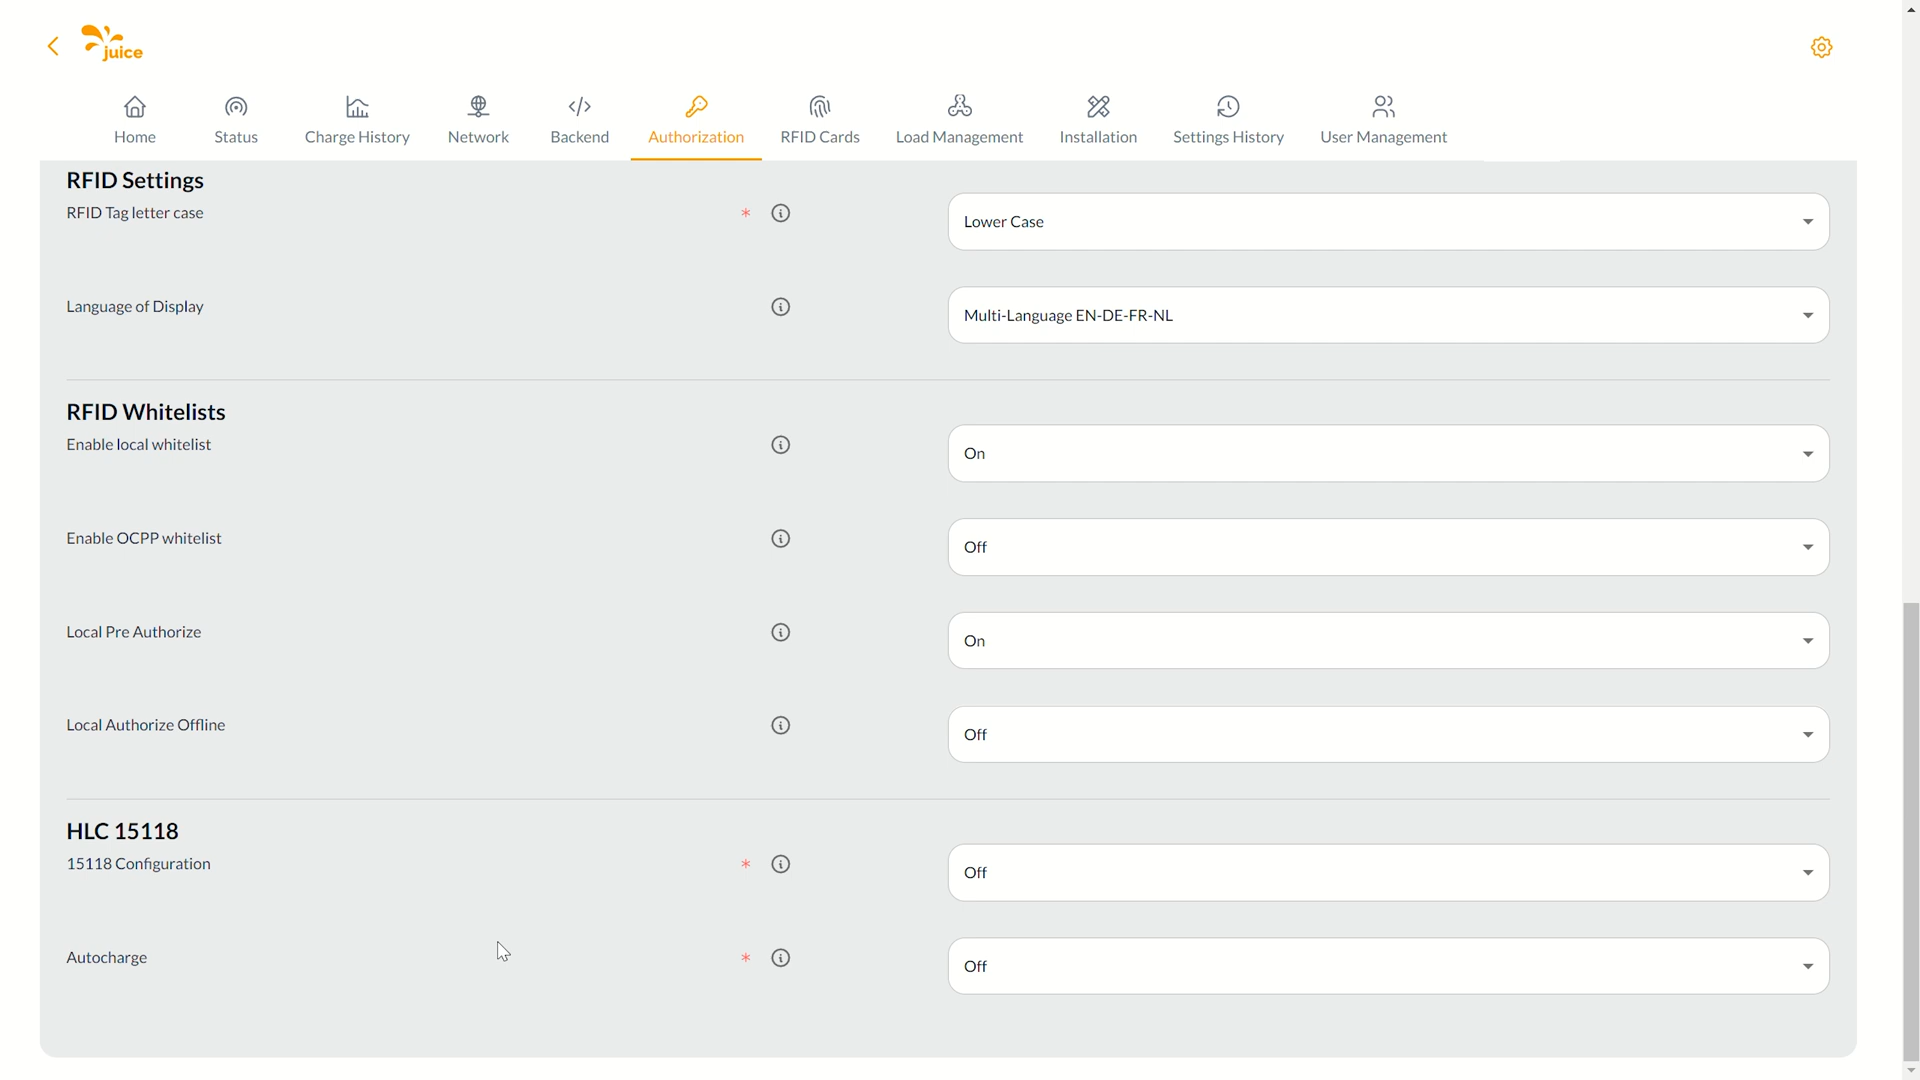 juice
Home
Status
Charge History
Network
Backend
Authorization
RFID Cards
Load Management
Installation
Settings History
User Management
RFID Settings
RFID Tag letter case * Lower Case
Language of Display Multi-Language EN-DE-FR-NL
RFID Whitelists
Enable local whitelist On
Enable OCPP whitelist Off
Local Pre Authorize On
Local Authorize Offline Off
HLC 15118
15118 Configuration * Off
Autocharge * Off